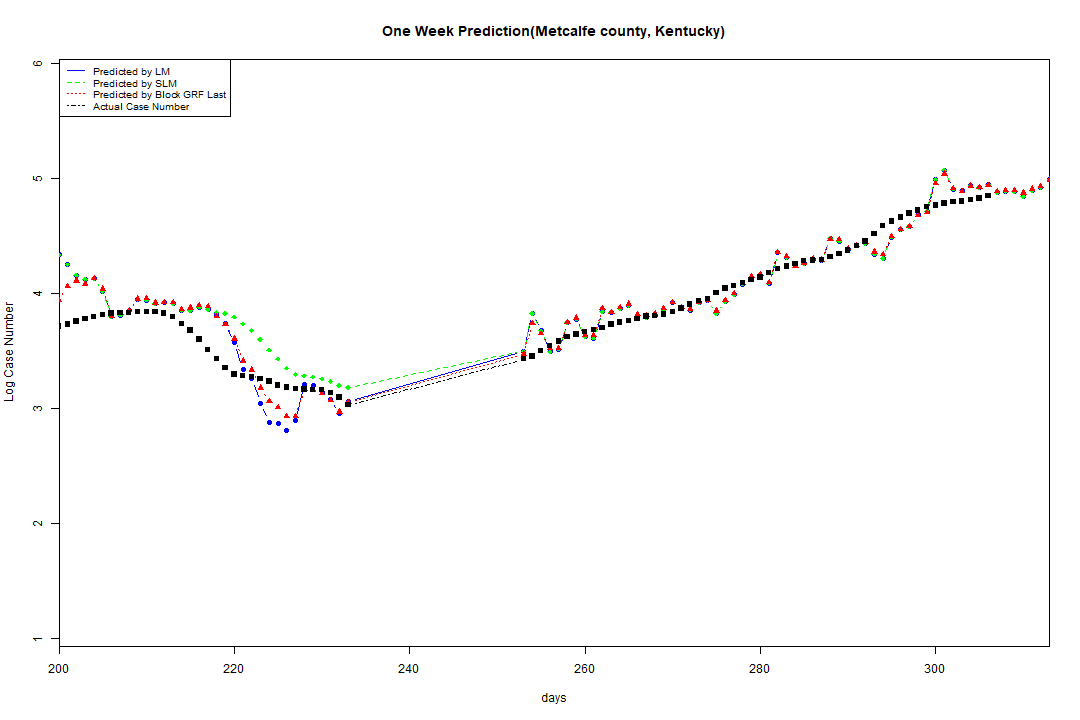 One Week Prediction(Metcalfe county, Kentucky)
Predicted by LM
Predicted by SLM
Predicted by Block GRF Last
Actual Case Number
6
5
4
3
2
1
Log Case Number
200 220 240 260 280 300
days